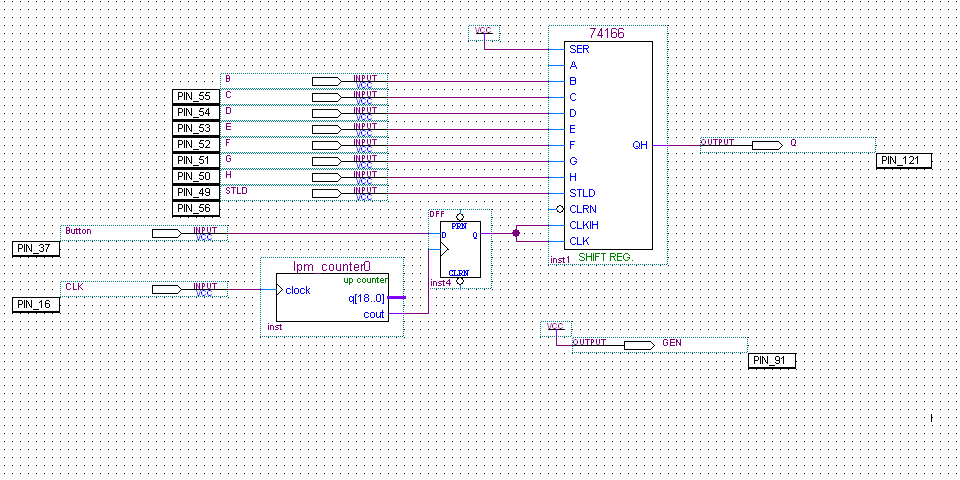 VCC
74166
SER
A
B
INPUT
VCC
B
PIN_55
C
INPUT
VCC
C
PIN_54
D
INPUT
VCC
D
PIN_53
E
INPUT
VCC
E
PIN_52
F
INPUT
VCC
F
QH
OUTPUT
Q
PIN_121
PIN_51
G
INPUT
VCC
G
PIN_50
H
INPUT
VCC
H
PIN_49
STLD
INPUT
VCC
STLD
PIN_56
CLRN
CLKIH
CLK
inst1
SHIFT REG.
Button
INPUT
VCC
PIN_37
DFF
PRN
D
Q
CLRN
inst4
CLK
INPUT
VCC
PIN_16
lpm_counter0
up counter
clock
q[18..0]
cout
inst
VCC
OUTPUT
GEN
PIN_91